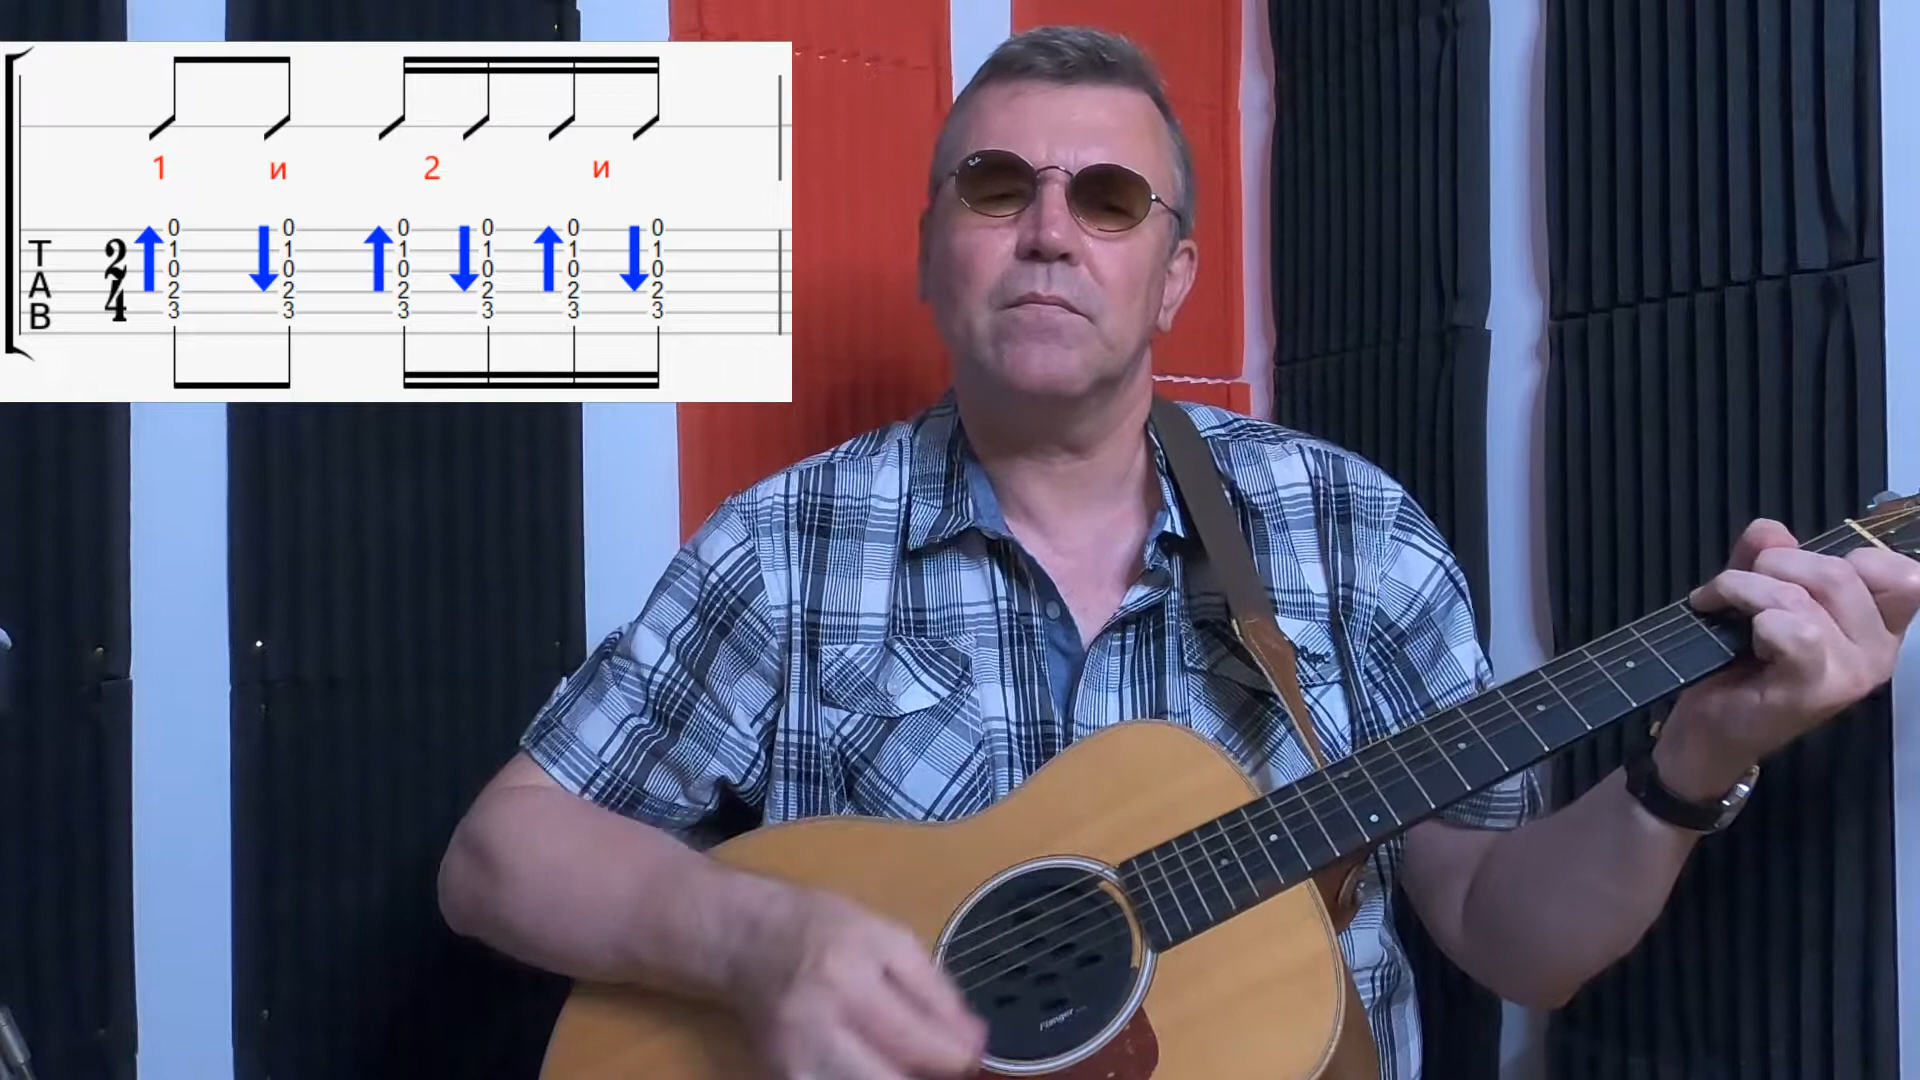 1 и 2 и
T
A
B
2
4
0 0 0 0 0 0
1 1 1 1 1 1
0 0 0 0 0 0
2 2 2 2 2 2
3 3 3 3 3 3
Flanger